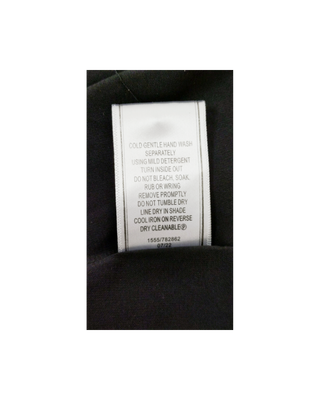 COLD GENTLE HAND WASH
SEPARATELY
USING MILD DETERGENT
TURN INSIDE OUT
DO NOT BLEACH, SOAK,
RUB OR WRING
REMOVE PROMPTLY
DO NOT TUMBLE DRY
LINE DRY IN SHADE
COOL IRON ON REVERSE
DRY CLEANABLE Ⓟ
1555/782862
07/22